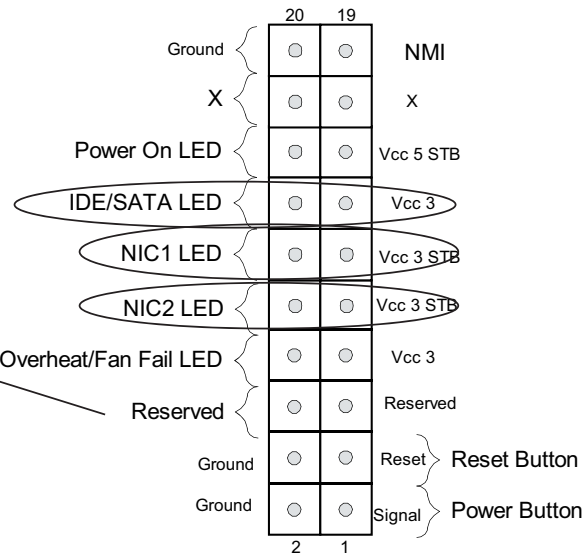 20 19
Ground NMI
X X
Power On LED Vcc 5 STB
IDE/SATA LED Vcc 3
NIC1 LED Vcc 3 STB
NIC2 LED Vcc 3 STB
Overheat/Fan Fail LED Vcc 3
Reserved Reserved
Ground Reset Reset Button
Ground Signal Power Button
2 1